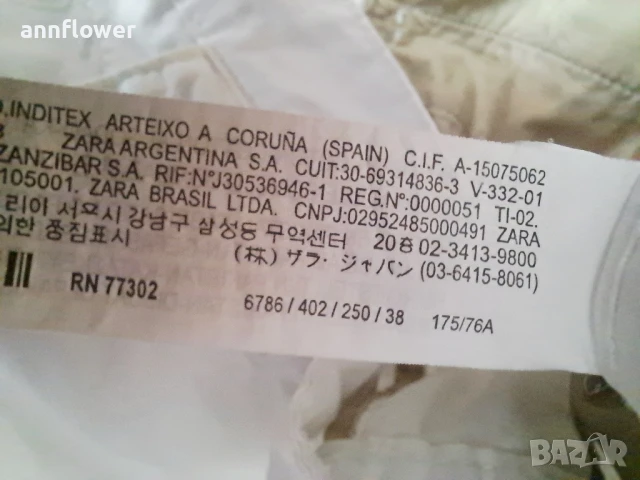 annflower
INDITEX ARTEIXO A CORUÑA (SPAIN) C.I.F. A-15075062
ZARA ARGENTINA S.A. CUIT:30-69314836-3 V-332-01
ZANZIBAR S.A. RIF:N°J30536946-1 REG.N°:0000051 TI-02.
105001. ZARA BRASIL LTDA. CNPJ:02952485000491 ZARA
리아 서울시 강남구 삼성동 무역센터 20층 02-3413-9800
의한 품질표시 (株) ザラ・ジャパン (03-6415-8061)
RN 77302 6786 / 402 / 250 / 38 175/76A
BAZAR